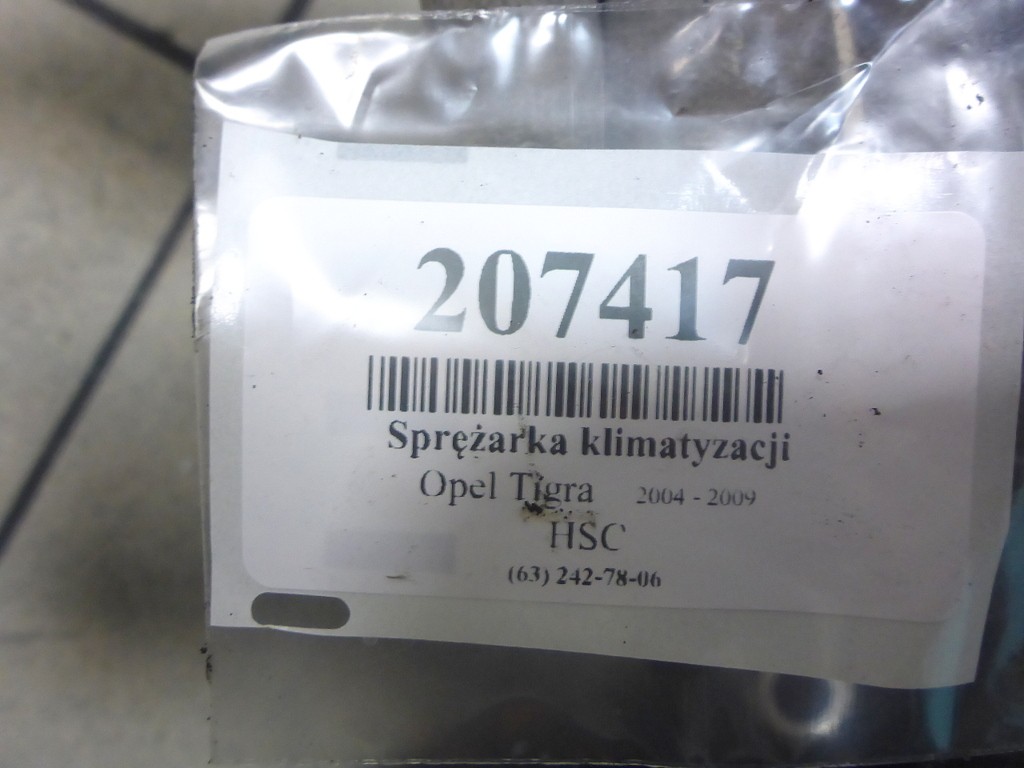 207417
Sprężarka klimatyzacji
Opel Tigra 2004 - 2009
HSC
(63) 242-78-06